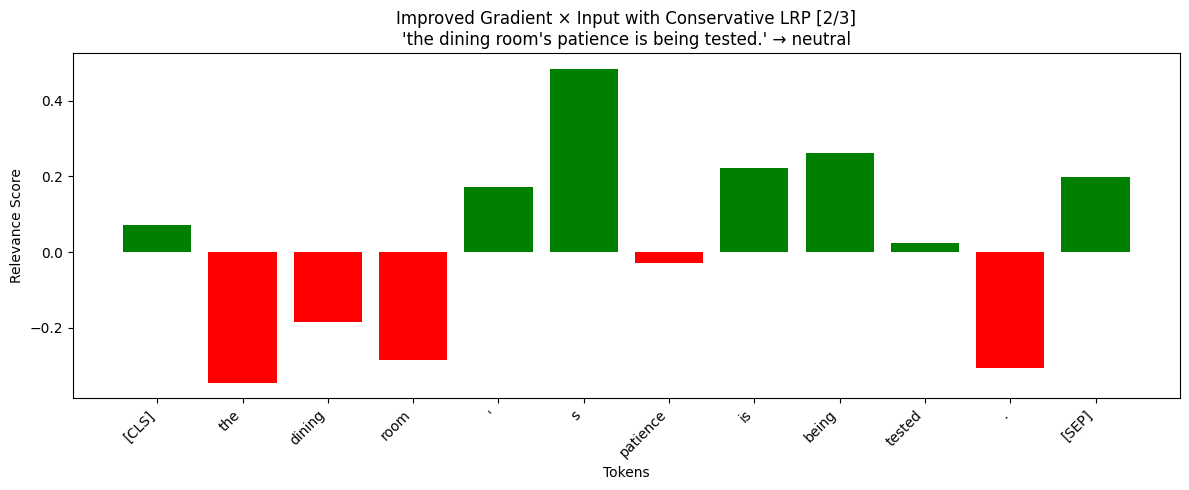 Improved Gradient × Input with Conservative LRP [2/3]
'the dining room's patience is being tested.' → neutral
Relevance Score
0.4
0.2
0.0
−0.2
[CLS]
the
dining
room
'
s
patience
is
being
tested
.
[SEP]
Tokens